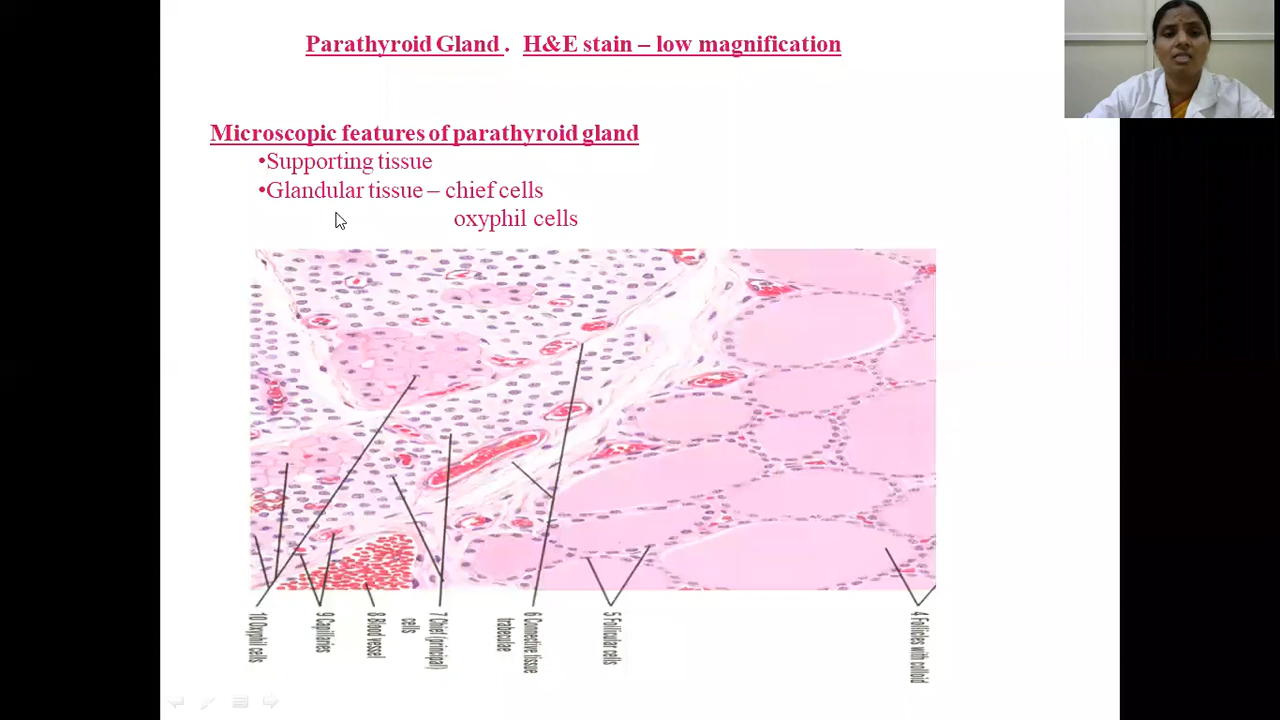 Parathyroid Gland . H&E stain – low magnification
Microscopic features of parathyroid gland
•Supporting tissue
•Glandular tissue – chief cells
oxyphil cells
10 Oxyphil cells
9 Capillaries
8 Blood vessel
7 Chief (principal)
cells
6 Connective tissue
trabeculae
5 Follicular cells
4 Follicles with colloid